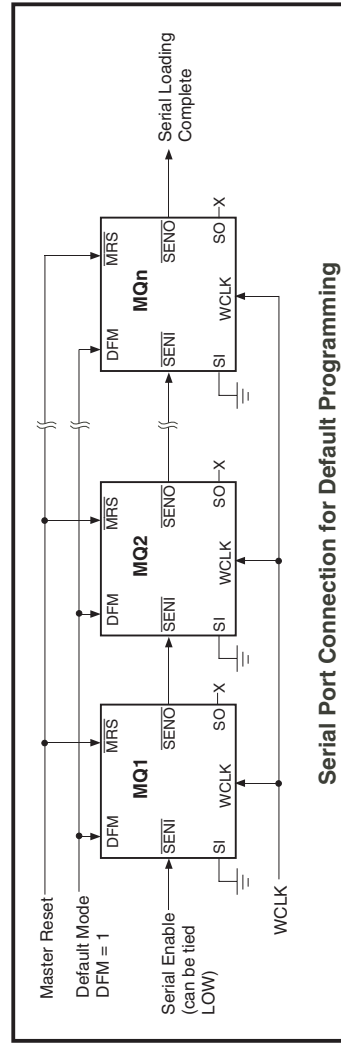 Master Reset
Default Mode
DFM = 1
Serial Enable
(can be tied
LOW)
DFM
MRS
MQ1
SENI
SENO
SI
WCLK
SO
X
DFM
MRS
MQ2
SENI
SENO
SI
WCLK
SO
X
DFM
MRS
MQn
SENI
SENO
SI
WCLK
SO
X
Serial Loading
Complete
WCLK
Serial Port Connection for Default Programming